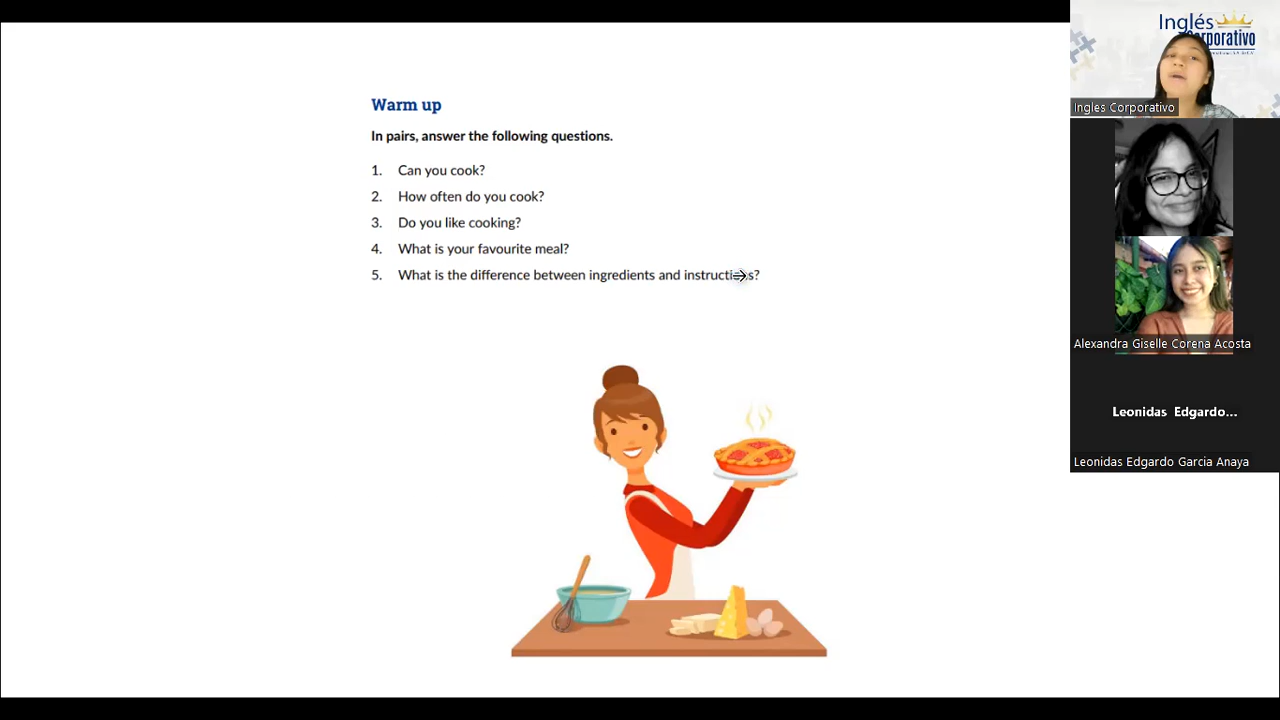 Warm up
In pairs, answer the following questions.
1. Can you cook?
2. How often do you cook?
3. Do you like cooking?
4. What is your favourite meal?
5. What is the difference between ingredients and instructions?
Inglés
Corporativo
Ingles Corporativo
Alexandra Giselle Corena Acosta
Leonidas Edgardo...
Leonidas Edgardo Garcia Anaya